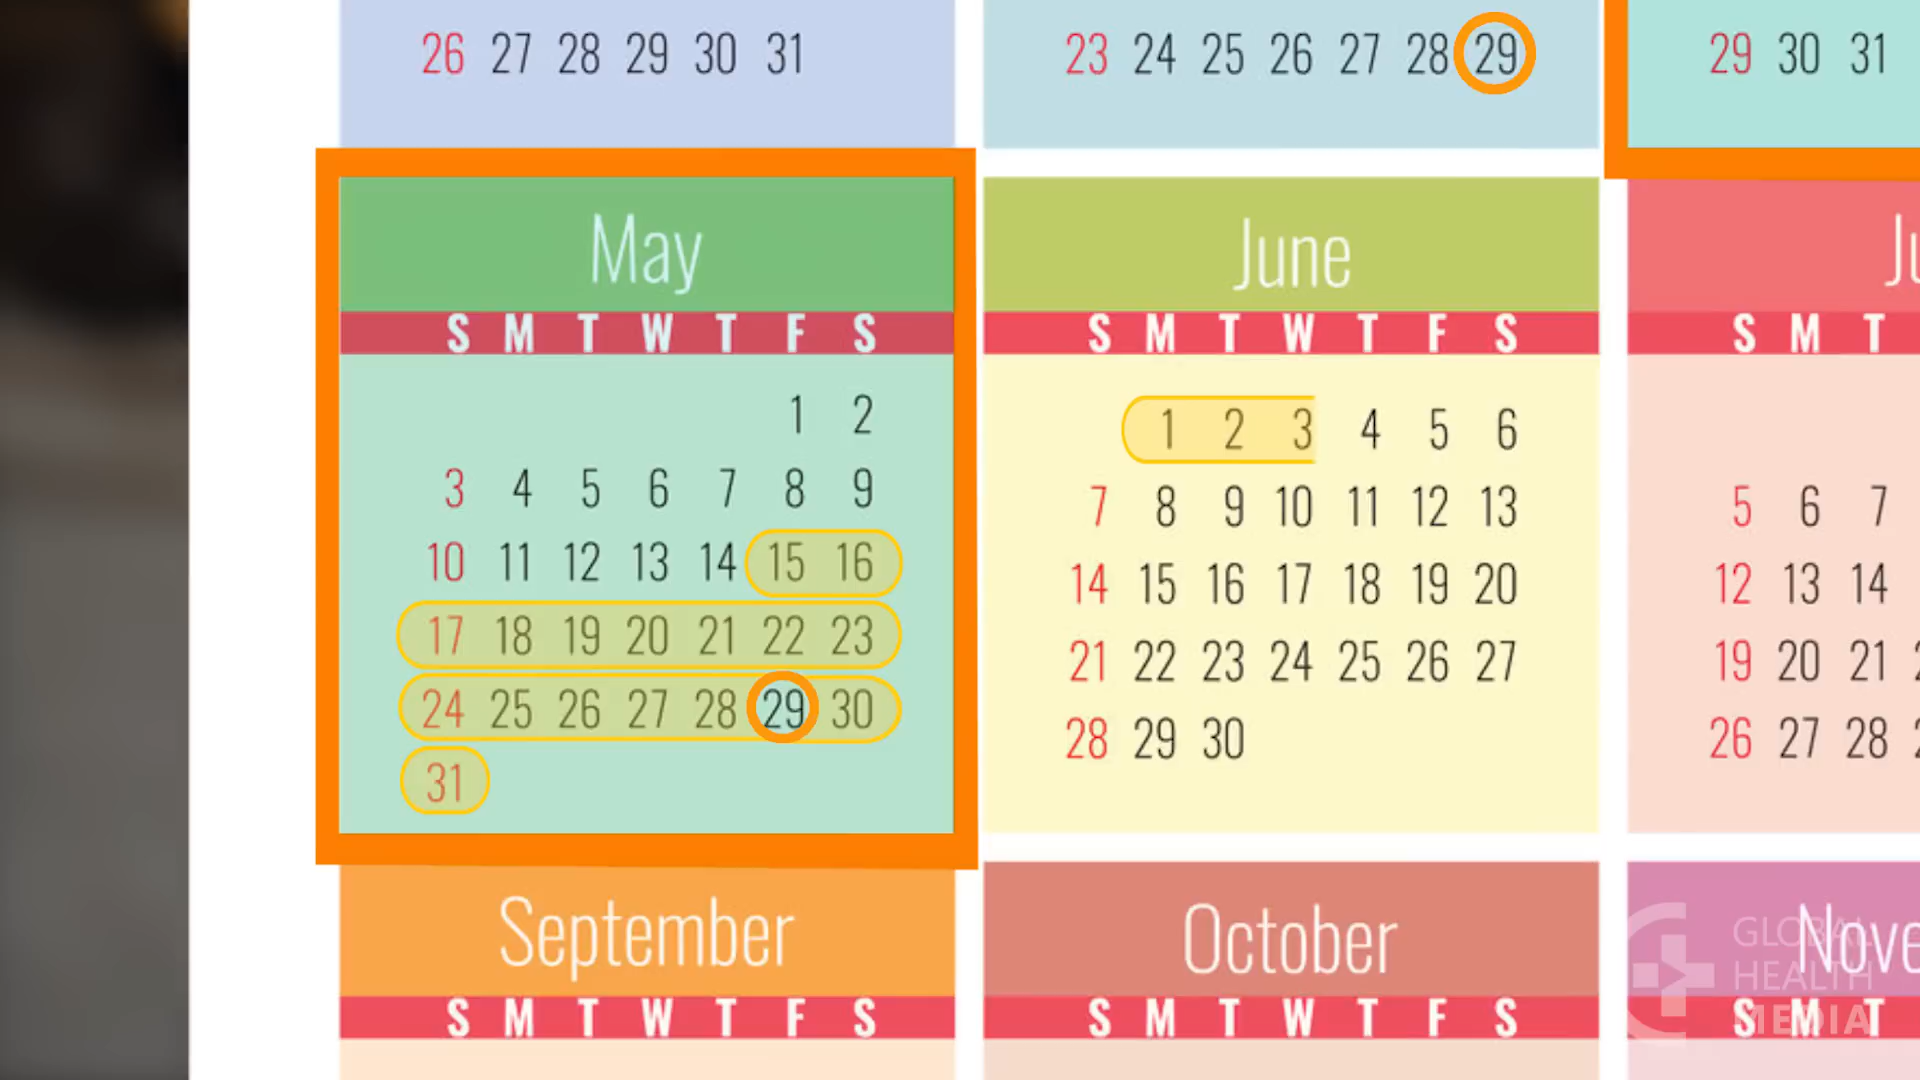 26 27 28 29 30 31
23 24 25 26 27 28 29
29 30 31
May
S M T W T F S
1 2
3 4 5 6 7 8 9
10 11 12 13 14 15 16
17 18 19 20 21 22 23
24 25 26 27 28 29 30
31
June
S M T W T F S
1 2 3 4 5 6
7 8 9 10 11 12 13
14 15 16 17 18 19 20
21 22 23 24 25 26 27
28 29 30
S M T
5 6 7
12 13 14
19 20 21
26 27 28
September
S M T W T F S
October
S M T W T F S
S M T
GLOBAL
HEALTH
MEDIA